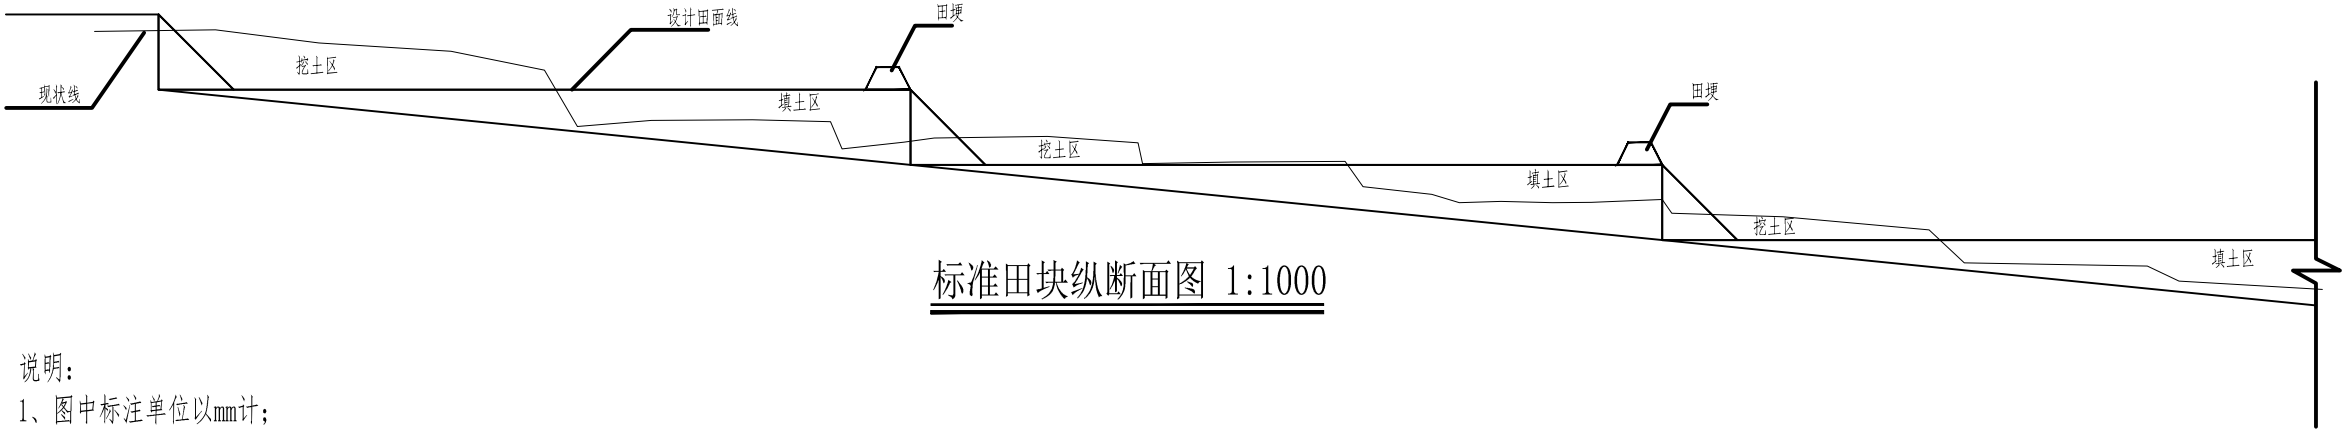 设计田面线
田埂
挖土区
现状线
填土区
田埂
挖土区
填土区
挖土区
填土区
标准田块纵断面图 1:1000
说明:
1、图中标注单位以mm计;